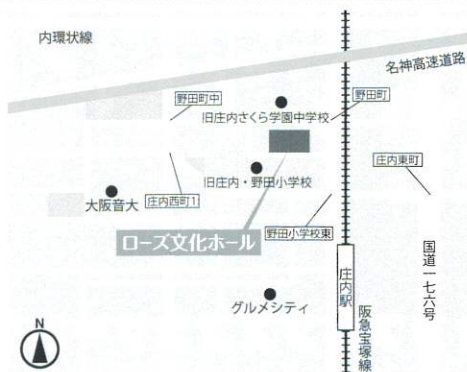 内環状線
名神高速道路
野田町中
野田町
旧庄内さくら学園中学校
旧庄内・野田小学校
庄内東町
大阪音大
庄内西町1
ローズ文化ホール
野田小学校東
国道一七六号
庄内駅
グルメシティ
阪急宝塚線
N